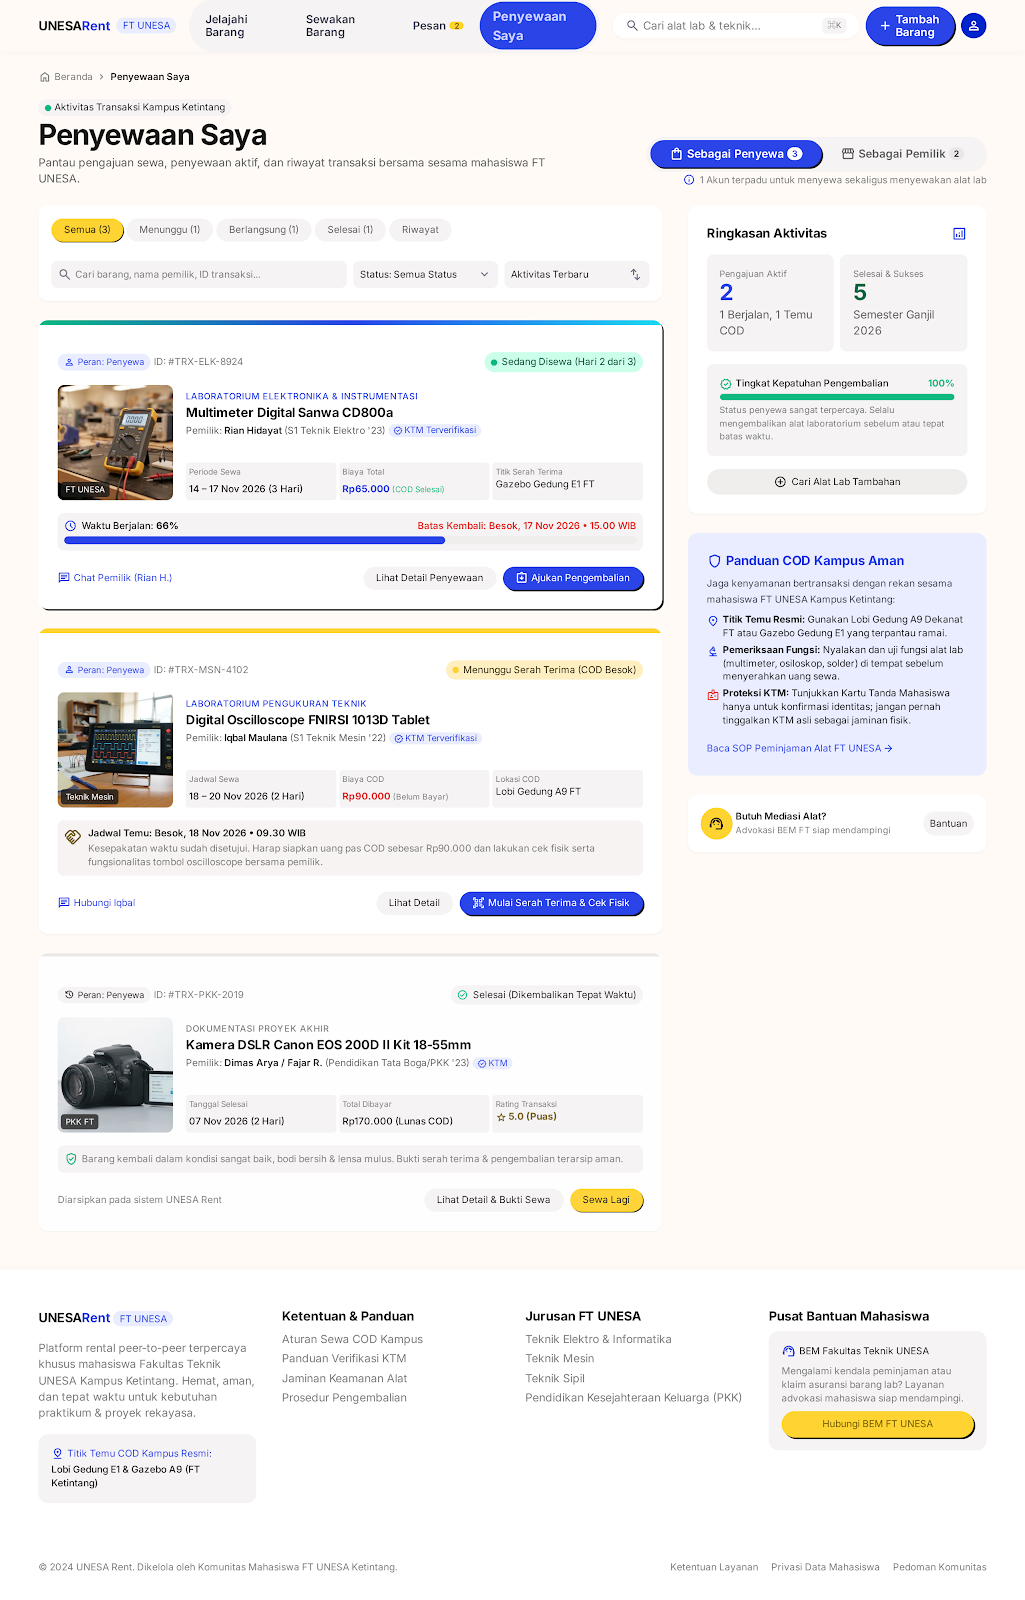 UNESARent FT UNESA
Jelajahi Barang
Sewakan Barang
Pesan 2
Penyewaan Saya
Cari alat lab & teknik... ⌘K
+ Tambah Barang
Beranda > Penyewaan Saya
Aktivitas Transaksi Kampus Ketintang
Penyewaan Saya
Pantau pengajuan sewa, penyewaan aktif, dan riwayat transaksi bersama sesama mahasiswa FT
UNESA.
Sebagai Penyewa 3
Sebagai Pemilik 2
1 Akun terpadu untuk menyewa sekaligus menyewakan alat lab
Semua (3)
Menunggu (1)
Berlangsung (1)
Selesai (1)
Riwayat
Cari barang, nama pemilik, ID transaksi...
Status: Semua Status
Aktivitas Terbaru
Peran: Penyewa ID: #TRX-ELK-8924
Sedang Disewa (Hari 2 dari 3)
FT UNESA
LABORATORIUM ELEKTRONIKA & INSTRUMENTASI
Multimeter Digital Sanwa CD800a
Pemilik: Rian Hidayat (S1 Teknik Elektro '23) KTM Terverifikasi
Periode Sewa
14 – 17 Nov 2026 (3 Hari)
Biaya Total
Rp65.000 (COD Selesai)
Titik Serah Terima
Gazebo Gedung E1 FT
Waktu Berjalan: 66%
Batas Kembali: Besok, 17 Nov 2026 • 15.00 WIB
Chat Pemilik (Rian H.)
Lihat Detail Penyewaan
Ajukan Pengembalian
Peran: Penyewa ID: #TRX-MSN-4102
Menunggu Serah Terima (COD Besok)
Teknik Mesin
LABORATORIUM PENGUKURAN TEKNIK
Digital Oscilloscope FNIRSI 1013D Tablet
Pemilik: Iqbal Maulana (S1 Teknik Mesin '22) KTM Terverifikasi
Jadwal Sewa
18 – 20 Nov 2026 (2 Hari)
Biaya COD
Rp90.000 (Belum Bayar)
Lokasi COD
Lobi Gedung A9 FT
Jadwal Temu: Besok, 18 Nov 2026 • 09.30 WIB
Kesepakatan waktu sudah disetujui. Harap siapkan uang pas COD sebesar Rp90.000 dan lakukan cek fisik serta
fungsionalitas tombol oscilloscope bersama pemilik.
Hubungi Iqbal
Lihat Detail
Mulai Serah Terima & Cek Fisik
Peran: Penyewa ID: #TRX-PKK-2019
Selesai (Dikembalikan Tepat Waktu)
PKK FT
DOKUMENTASI PROYEK AKHIR
Kamera DSLR Canon EOS 200D II Kit 18-55mm
Pemilik: Dimas Arya / Fajar R. (Pendidikan Tata Boga/PKK '23) KTM
Tanggal Selesai
07 Nov 2026 (2 Hari)
Total Dibayar
Rp170.000 (Lunas COD)
Rating Transaksi
5.0 (Puas)
Barang kembali dalam kondisi sangat baik, bodi bersih & lensa mulus. Bukti serah terima & pengembalian terarsip aman.
Diarsipkan pada sistem UNESA Rent
Lihat Detail & Bukti Sewa
Sewa Lagi
Ringkasan Aktivitas
Pengajuan Aktif
2
1 Berjalan, 1 Temu
COD
Selesai & Sukses
5
Semester Ganjil
2026
Tingkat Kepatuhan Pengembalian 100%
Status penyewa sangat terpercaya. Selalu
mengembalikan alat laboratorium sebelum atau tepat
batas waktu.
Cari Alat Lab Tambahan
Panduan COD Kampus Aman
Jaga kenyamanan bertransaksi dengan rekan sesama
mahasiswa FT UNESA Kampus Ketintang:
Titik Temu Resmi: Gunakan Lobi Gedung A9 Dekanat
FT atau Gazebo Gedung E1 yang terpantau ramai.
Pemeriksaan Fungsi: Nyalakan dan uji fungsi alat lab
(multimeter, osiloskop, solder) di tempat sebelum
menyerahkan uang sewa.
Proteksi KTM: Tunjukkan Kartu Tanda Mahasiswa
hanya untuk konfirmasi identitas; jangan pernah
tinggalkan KTM asli sebagai jaminan fisik.
Baca SOP Peminjaman Alat FT UNESA →
Butuh Mediasi Alat?
Advokasi BEM FT siap mendampingi
Bantuan
UNESARent FT UNESA
Platform rental peer-to-peer terpercaya
khusus mahasiswa Fakultas Teknik
UNESA Kampus Ketintang. Hemat, aman,
dan tepat waktu untuk kebutuhan
praktikum & proyek rekayasa.
Titik Temu COD Kampus Resmi:
Lobi Gedung E1 & Gazebo A9 (FT
Ketintang)
Ketentuan & Panduan
Aturan Sewa COD Kampus
Panduan Verifikasi KTM
Jaminan Keamanan Alat
Prosedur Pengembalian
Jurusan FT UNESA
Teknik Elektro & Informatika
Teknik Mesin
Teknik Sipil
Pendidikan Kesejahteraan Keluarga (PKK)
Pusat Bantuan Mahasiswa
BEM Fakultas Teknik UNESA
Mengalami kendala peminjaman atau
klaim asuransi barang lab? Layanan
advokasi mahasiswa siap mendampingi.
Hubungi BEM FT UNESA
© 2024 UNESA Rent. Dikelola oleh Komunitas Mahasiswa FT UNESA Ketintang.
Ketentuan Layanan
Privasi Data Mahasiswa
Pedoman Komunitas